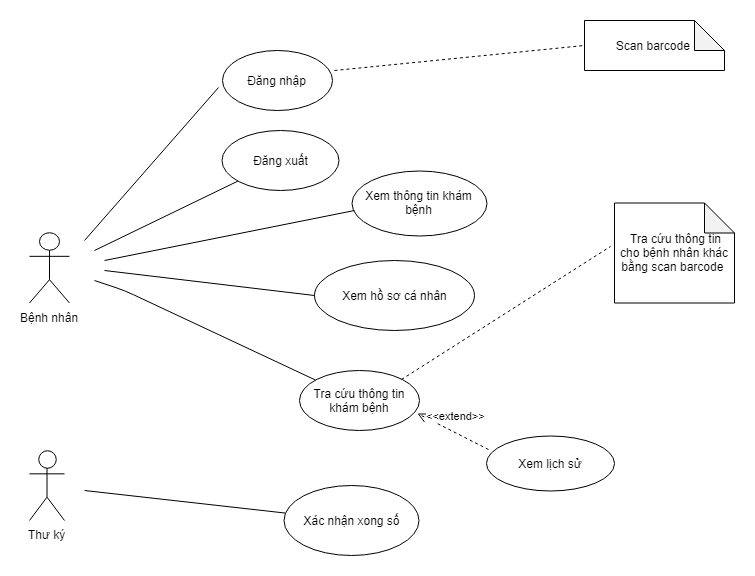 Scan barcode
Đăng nhập
Đăng xuất
Xem thông tin khám
bệnh
Tra cứu thông tin
cho bệnh nhân khác
bằng scan barcode
Xem hồ sơ cá nhân
Bệnh nhân
Tra cứu thông tin
khám bệnh
<<extend>>
Xem lịch sử
Xác nhận xong số
Thư ký